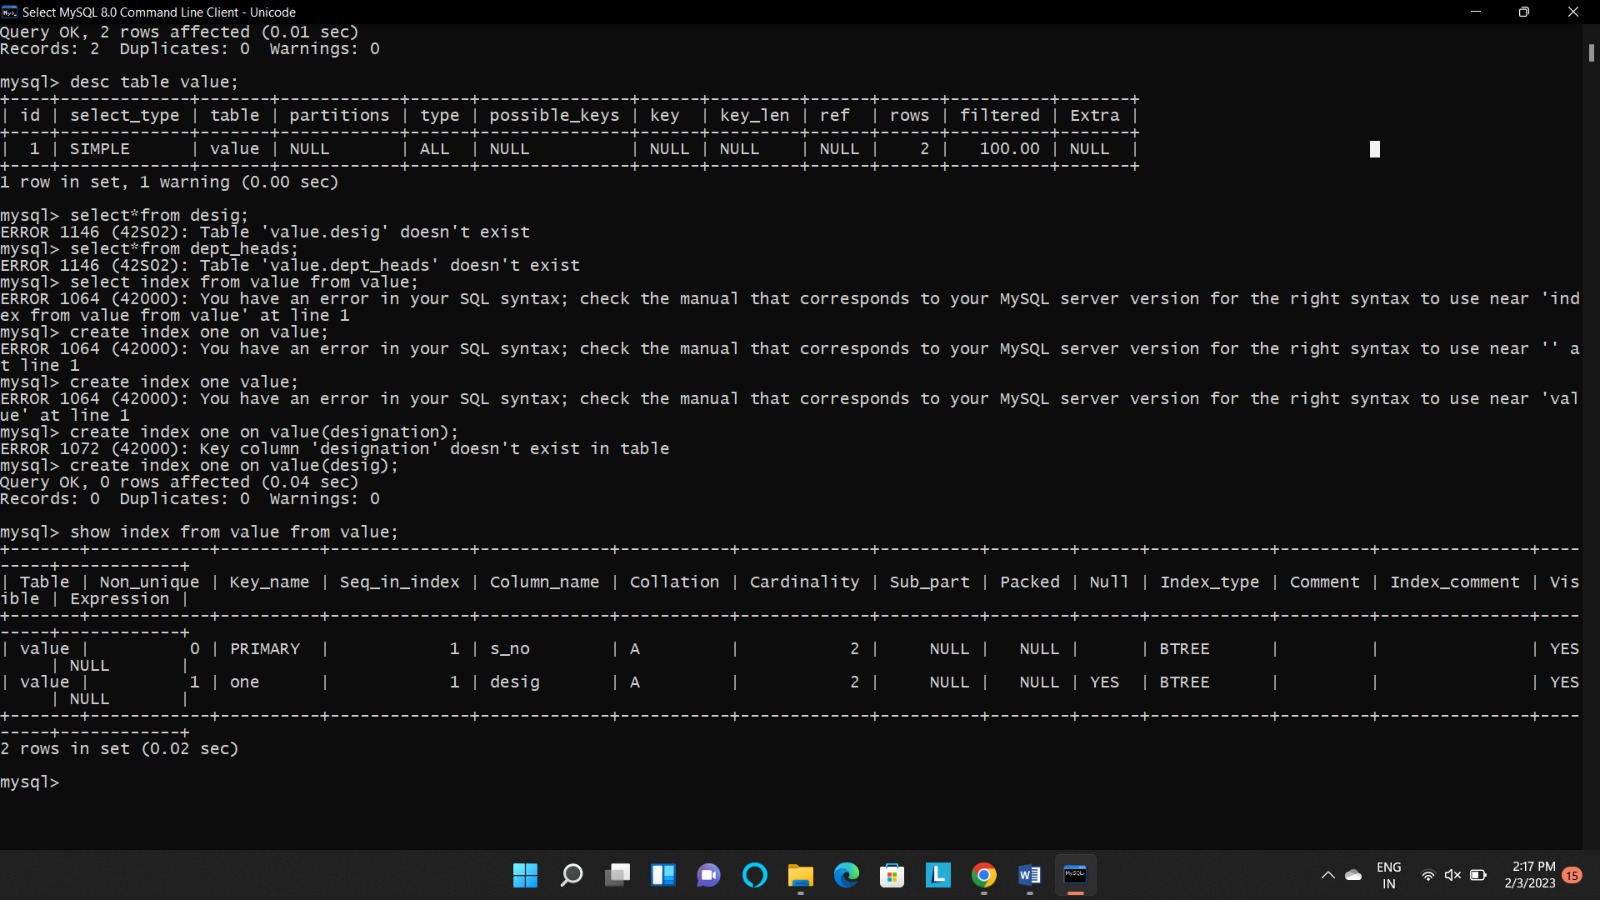 Select MySQL 8.0 Command Line Client - Unicode
Query OK, 2 rows affected (0.01 sec)
Records: 2  Duplicates: 0  Warnings: 0

mysql> desc table value;
+----+-------------+-------+------------+------+---------------+------+---------+------+------+----------+-------+
| id | select_type | table | partitions | type | possible_keys | key  | key_len | ref  | rows | filtered | Extra |
+----+-------------+-------+------------+------+---------------+------+---------+------+------+----------+-------+
|  1 | SIMPLE      | value | NULL       | ALL  | NULL          | NULL | NULL    | NULL |    2 |   100.00 | NULL  |
+----+-------------+-------+------------+------+---------------+------+---------+------+------+----------+-------+
1 row in set, 1 warning (0.00 sec)

mysql> select*from desig;
ERROR 1146 (42S02): Table 'value.desig' doesn't exist
mysql> select*from dept_heads;
ERROR 1146 (42S02): Table 'value.dept_heads' doesn't exist
mysql> select index from value from value;
ERROR 1064 (42000): You have an error in your SQL syntax; check the manual that corresponds to your MySQL server version for the right syntax to use near 'ind
ex from value from value' at line 1
mysql> create index one on value;
ERROR 1064 (42000): You have an error in your SQL syntax; check the manual that corresponds to your MySQL server version for the right syntax to use near '' a
t line 1
mysql> create index one value;
ERROR 1064 (42000): You have an error in your SQL syntax; check the manual that corresponds to your MySQL server version for the right syntax to use near 'val
ue' at line 1
mysql> create index one on value(designation);
ERROR 1072 (42000): Key column 'designation' doesn't exist in table
mysql> create index one on value(desig);
Query OK, 0 rows affected (0.04 sec)
Records: 0  Duplicates: 0  Warnings: 0

mysql> show index from value from value;
+-------+------------+----------+--------------+-------------+-----------+-------------+----------+--------+------+------------+---------+---------------+----
-----+------------+
| Table | Non_unique | Key_name | Seq_in_index | Column_name | Collation | Cardinality | Sub_part | Packed | Null | Index_type | Comment | Index_comment | Vis
ible | Expression |
+-------+------------+----------+--------------+-------------+-----------+-------------+----------+--------+------+------------+---------+---------------+----
-----+------------+
| value |          0 | PRIMARY  |            1 | s_no        | A         |           2 |     NULL |   NULL |      | BTREE      |         |               | YES
     | NULL       |
| value |          1 | one      |            1 | desig       | A         |           2 |     NULL |   NULL | YES  | BTREE      |         |               | YES
     | NULL       |
+-------+------------+----------+--------------+-------------+-----------+-------------+----------+--------+------+------------+---------+---------------+----
-----+------------+
2 rows in set (0.02 sec)

mysql>
L
W
MySQL
ENG
IN
2:17 PM
2/3/2023
15